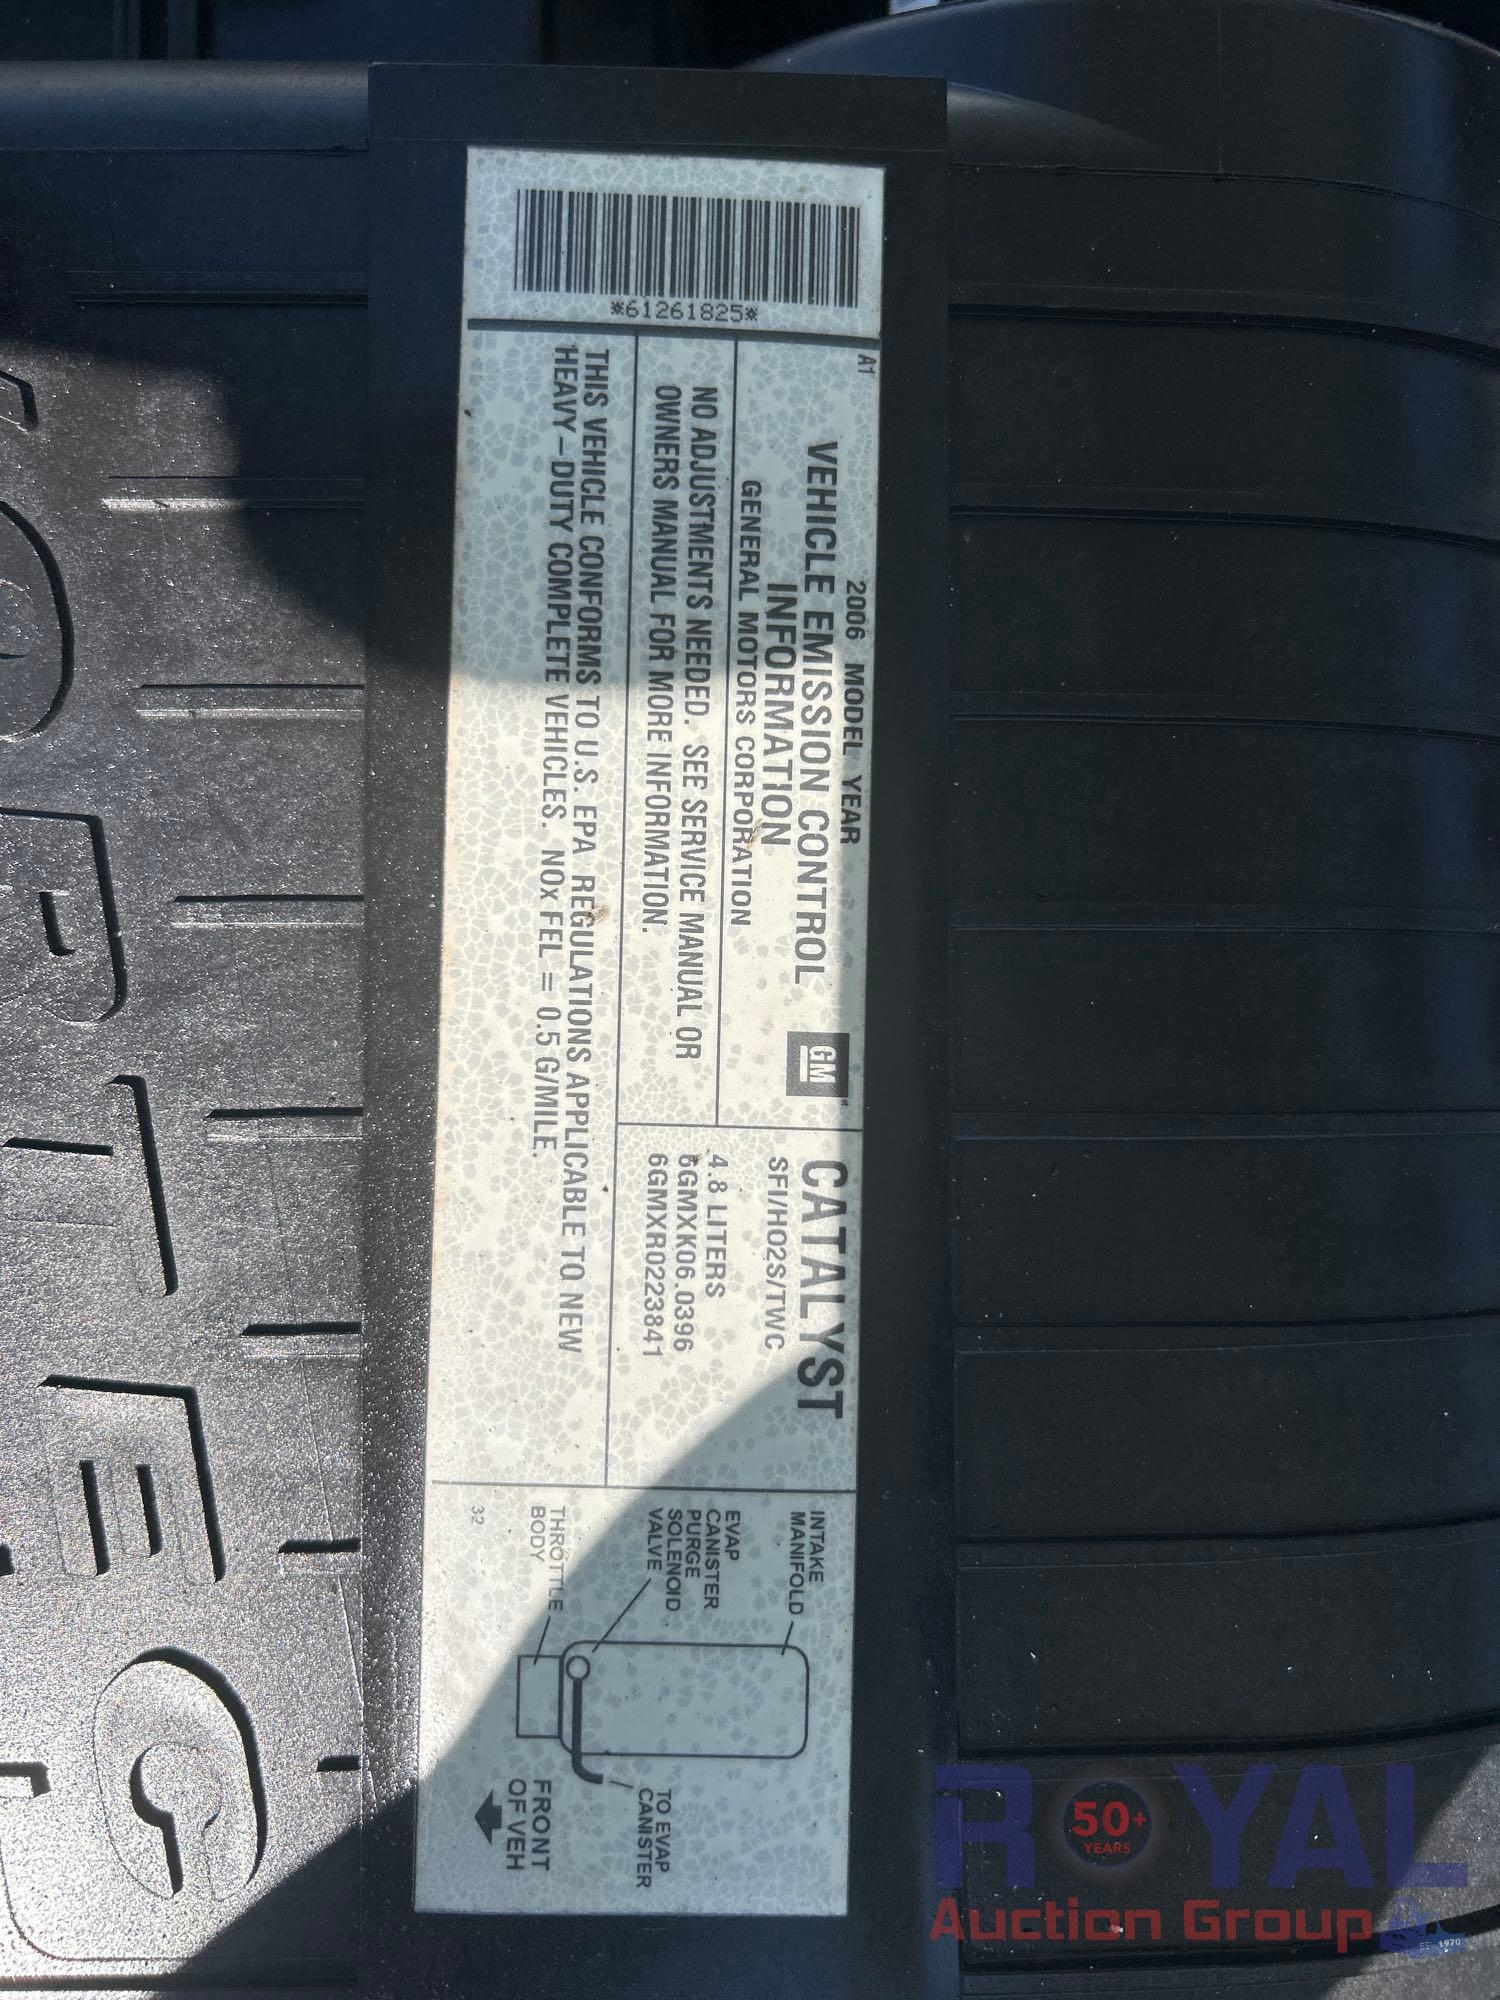 *61261825*
A1
2006 MODEL YEAR
VEHICLE EMISSION CONTROL
INFORMATION
GENERAL MOTORS CORPORATION
GM
NO ADJUSTMENTS NEEDED. SEE SERVICE MANUAL OR
OWNERS MANUAL FOR MORE INFORMATION.
CATALYST
SFI/HO2S/TWC
4.8 LITERS
6GMXK06.0396
6GMXR0223841
THIS VEHICLE CONFORMS TO U.S. EPA REGULATIONS APPLICABLE TO NEW
HEAVY-DUTY COMPLETE VEHICLES. NOx FEL = 0.5 G/MILE.
INTAKE
MANIFOLD
EVAP
CANISTER
PURGE
SOLENOID
VALVE
THROTTLE
BODY
TO EVAP
CANISTER
FRONT
OF VEH
32
VORTEC
ROYAL
50+
YEARS
Auction Group
EST. 1970